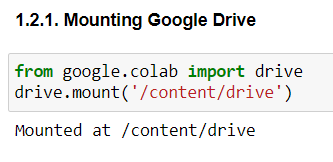 1.2.1. Mounting Google Drive
from google.colab import drive
drive.mount('/content/drive')
Mounted at /content/drive